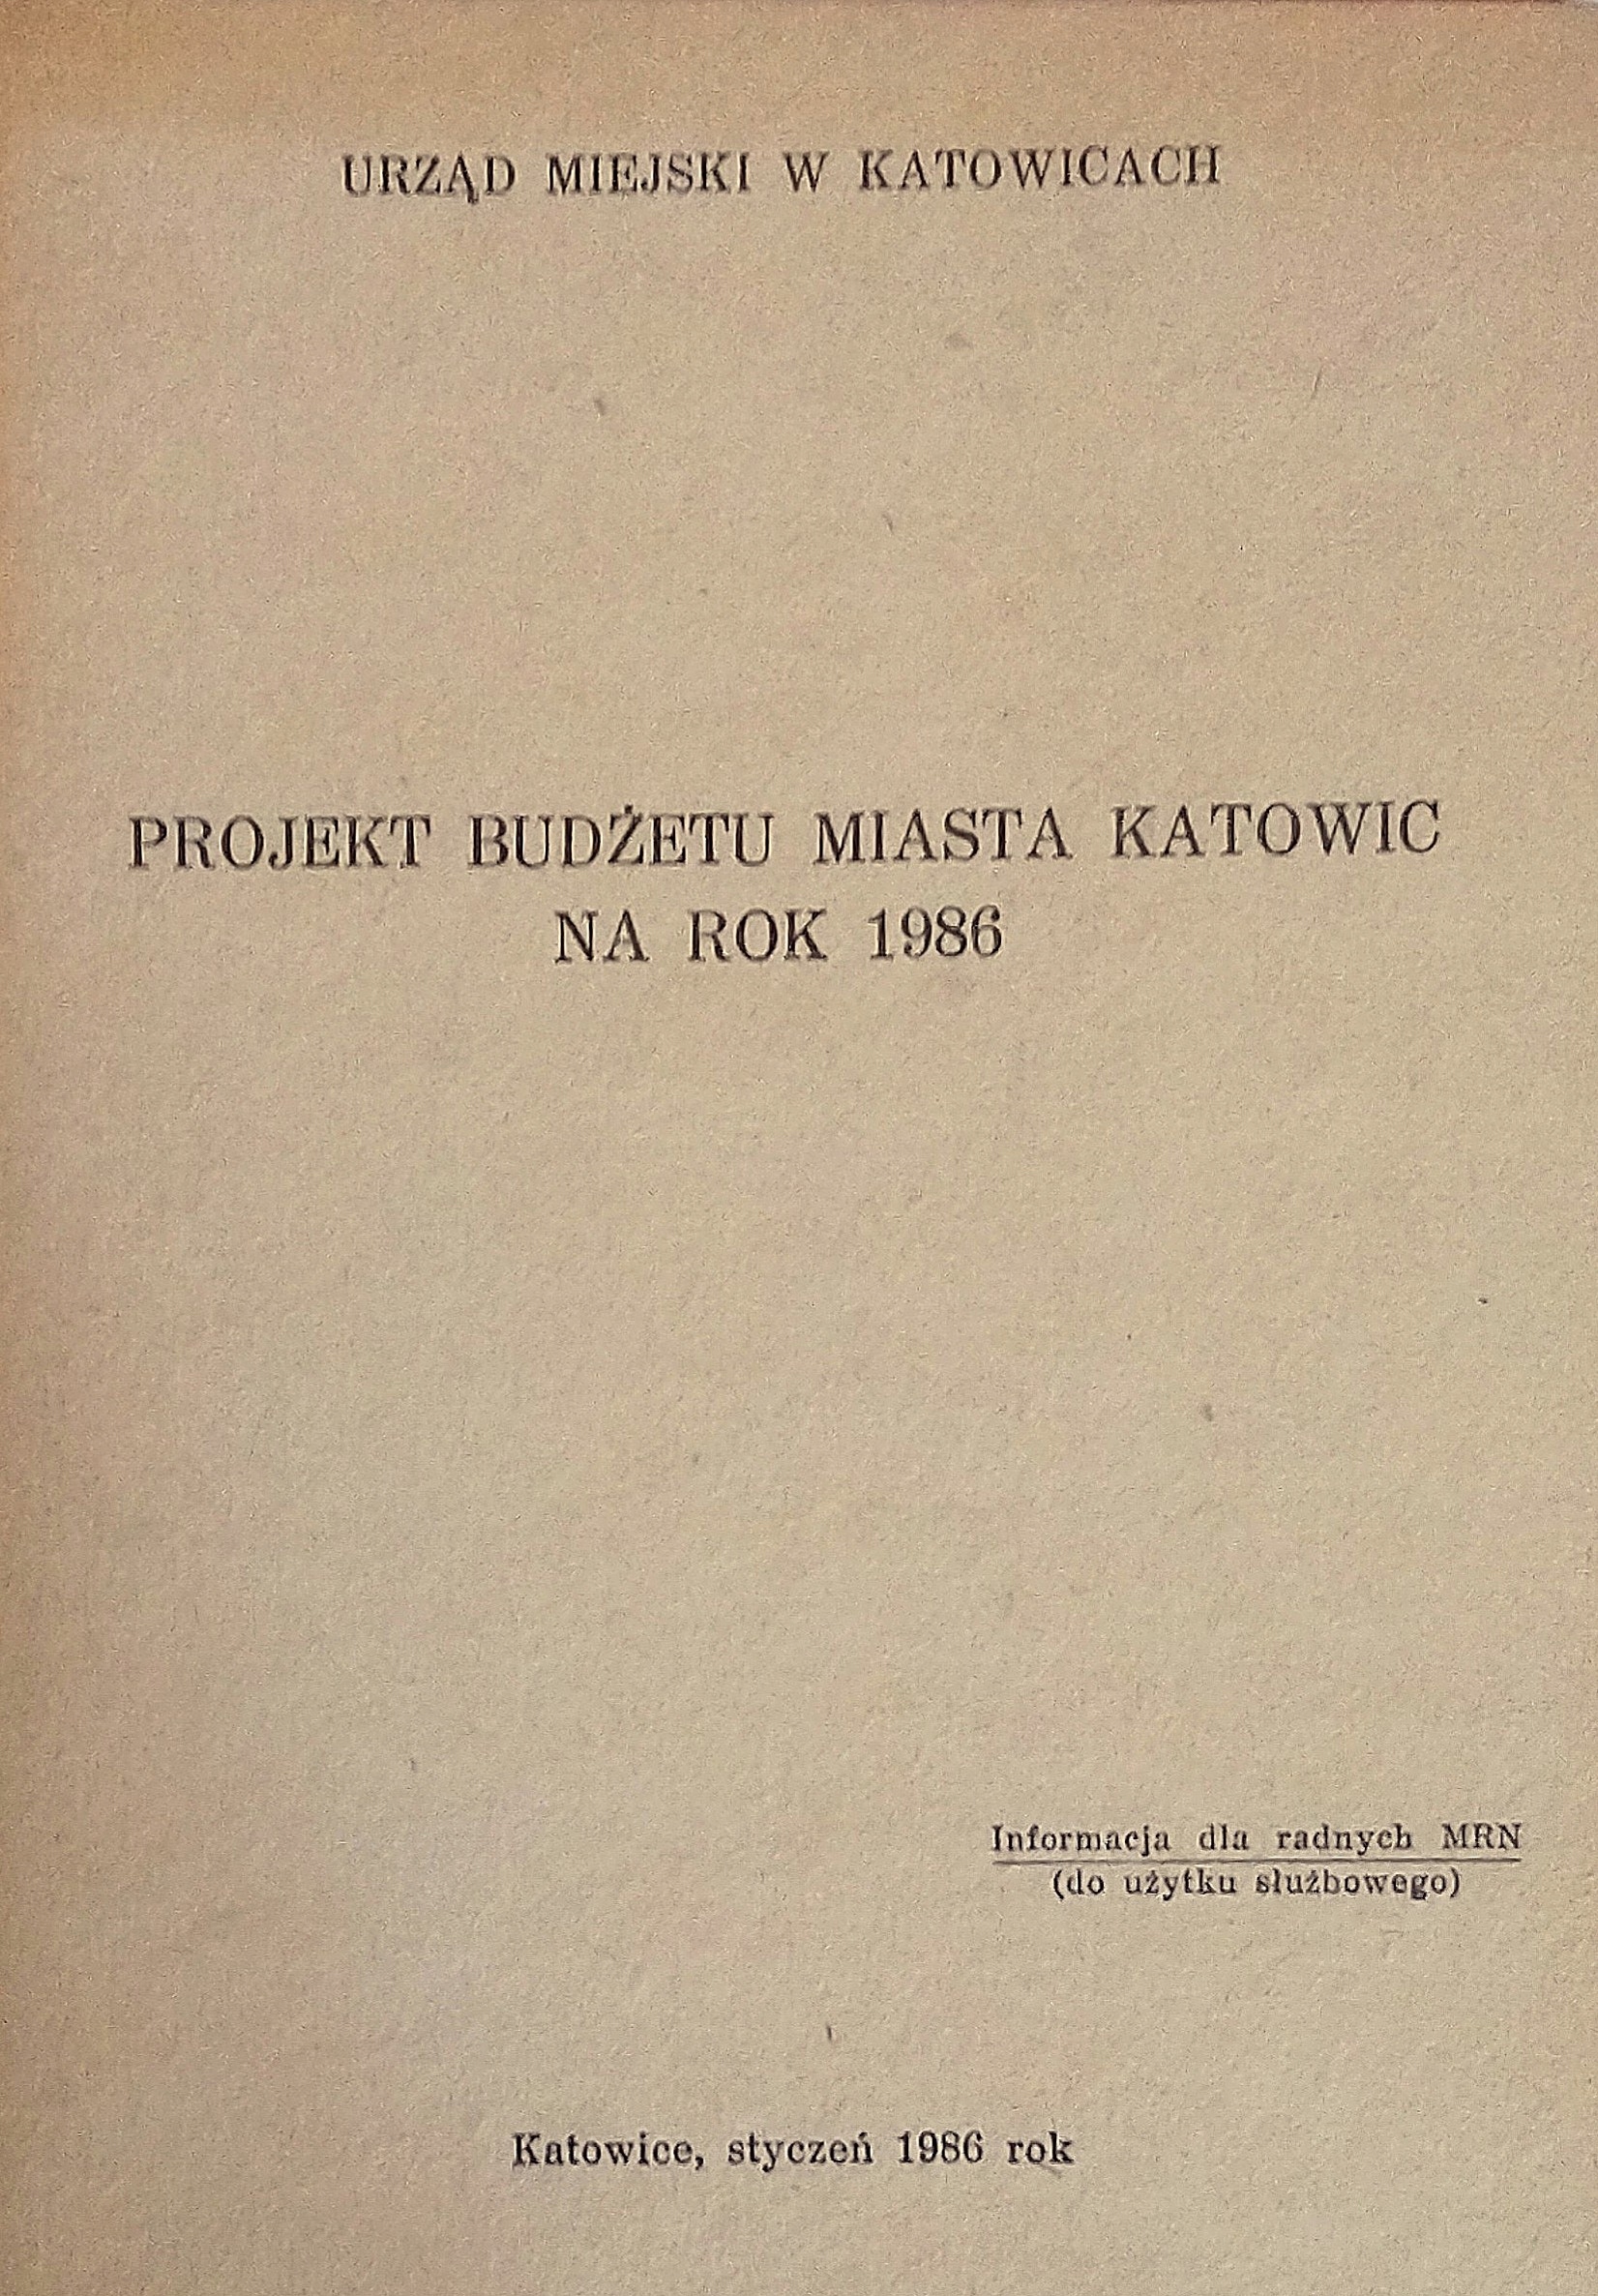 URZĄD MIEJSKI W KATOWICACH
PROJEKT BUDŻETU MIASTA KATOWIC
NA ROK 1986
Informacja dla radnych MRN
(do użytku służbowego)
Katowice, styczeń 1986 rok